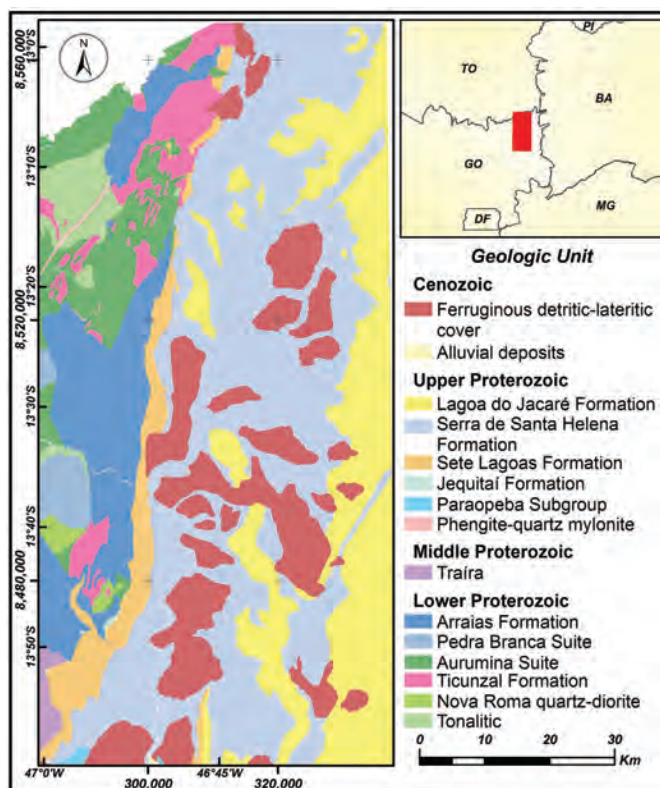 N
8,560,000
13°0'S
13°10'S
13°20'S
8,520,000
13°30'S
13°40'S
8,480,000
13°50'S
47°0'W
300.000
46°45'W
320.000
PI
TO
BA
GO
DF
MG
Geologic Unit
Cenozoic
Ferruginous detritic-lateritic
cover
Alluvial deposits
Upper Proterozoic
Lagoa do Jacaré Formation
Serra de Santa Helena
Formation
Sete Lagoas Formation
Jequitaí Formation
Paraopeba Subgroup
Phengite-quartz mylonite
Middle Proterozoic
Traíra
Lower Proterozoic
Arraias Formation
Pedra Branca Suite
Aurumina Suite
Ticunzal Formation
Nova Roma quartz-diorite
Tonalitic
0 10 20 30
Km